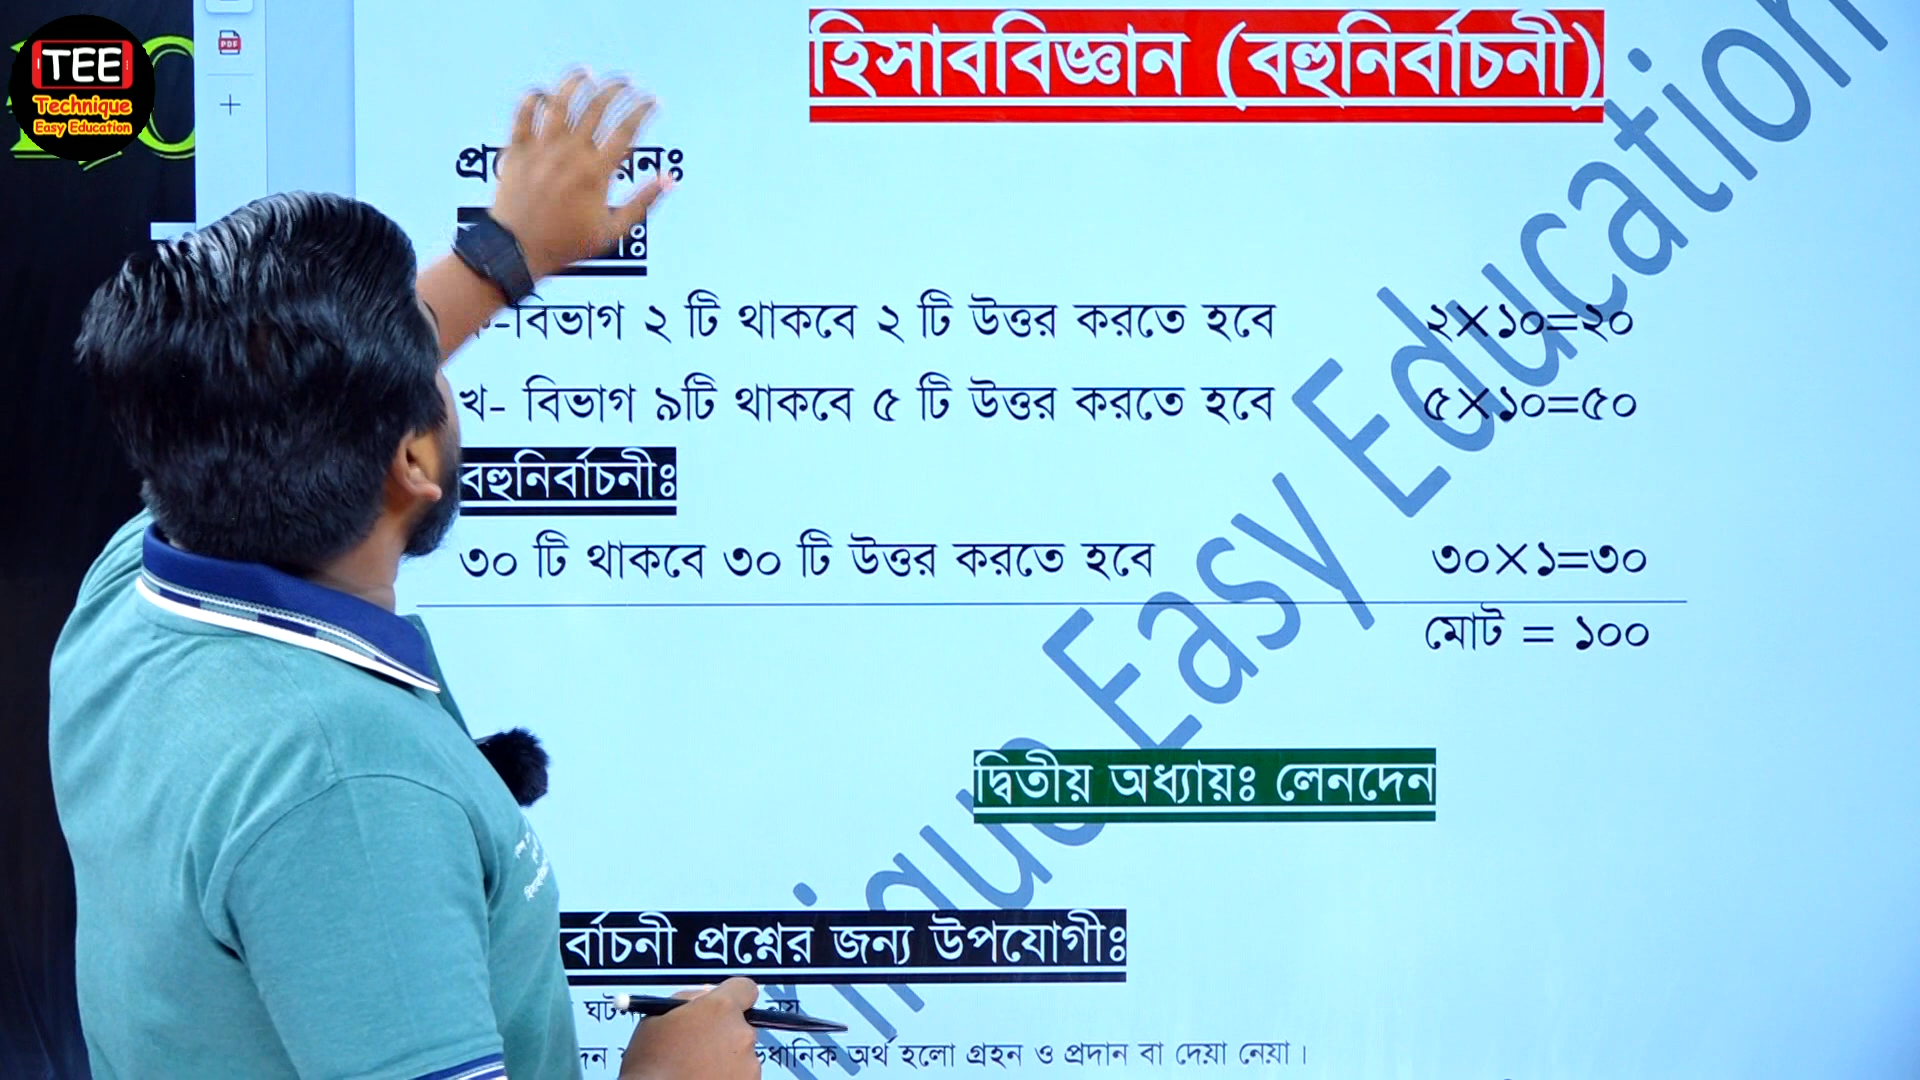 TEE
Technique
Easy Education
PDF
হিসাববিজ্ঞান (বহুনির্বাচনী)
-বিভাগ ২ টি থাকবে ২ টি উত্তর করতে হবে ২×১০=২০
খ- বিভাগ ৯টি থাকবে ৫ টি উত্তর করতে হবে ৫×১০=৫০
বহুনির্বাচনীঃ
৩০ টি থাকবে ৩০ টি উত্তর করতে হবে ৩০×১=৩০
মোট = ১০০
দ্বিতীয় অধ্যায়ঃ লেনদেন
প্রশ্নের জন্য উপযোগীঃ
অর্থ হলো গ্রহন ও প্রদান বা দেয়া নেয়া।
Easy Education